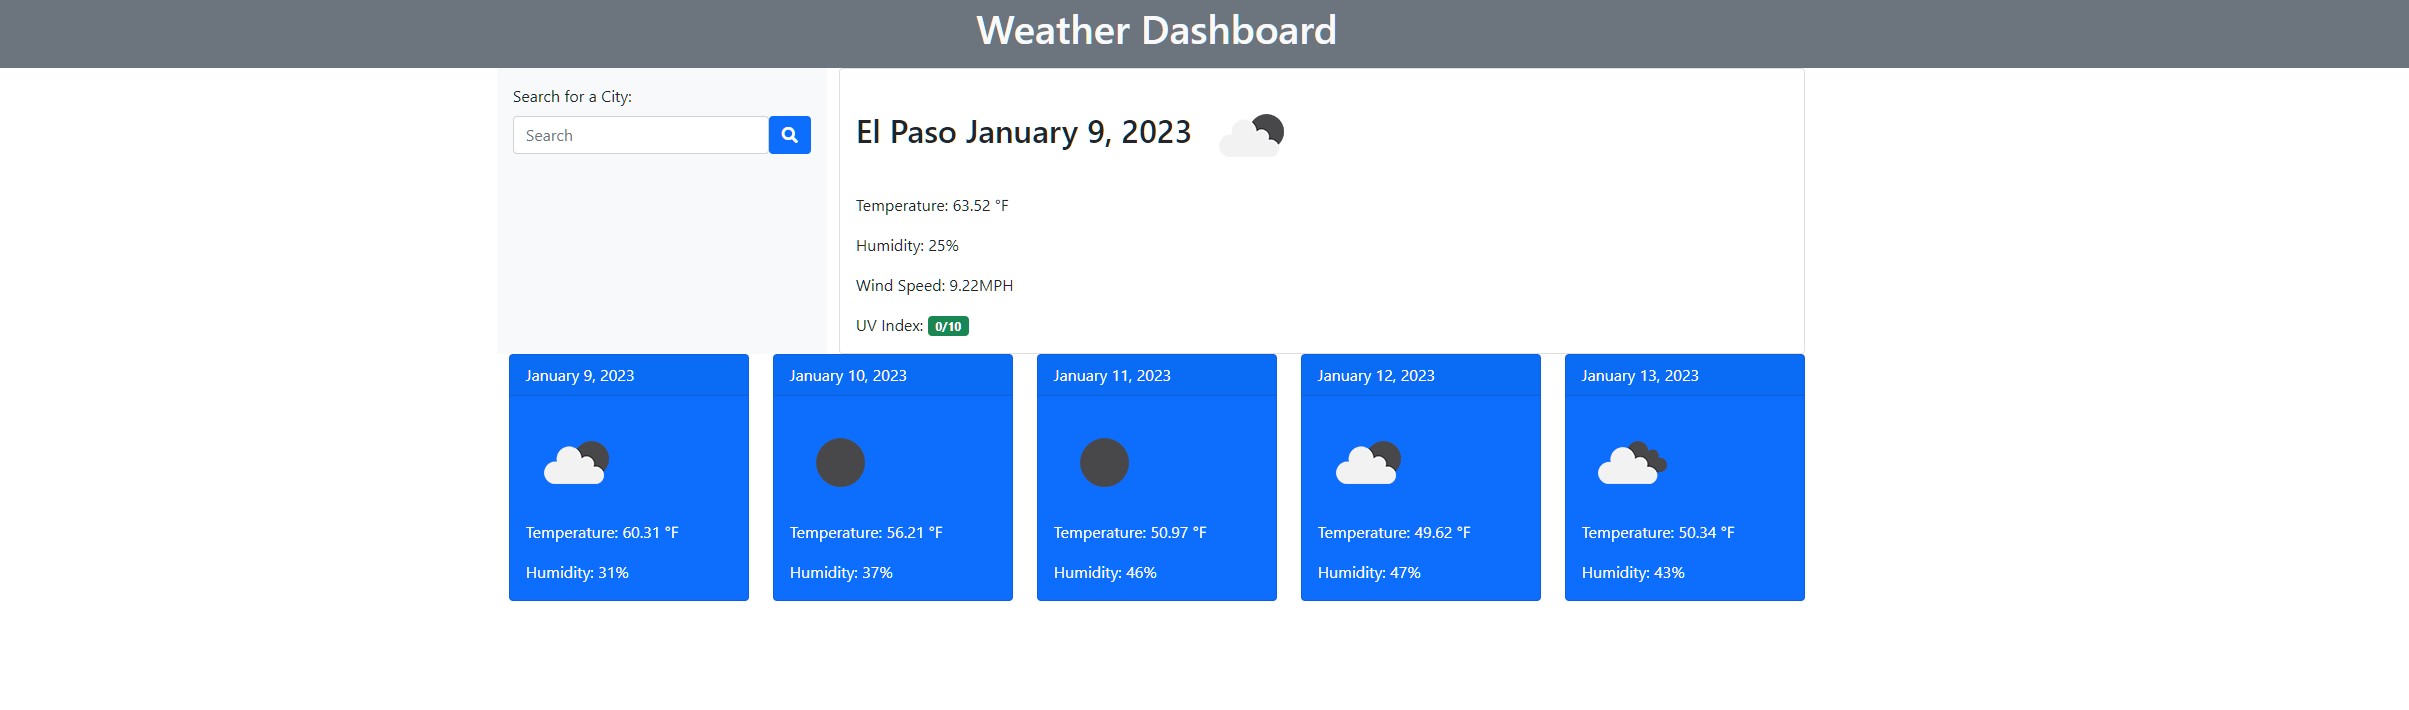 Weather Dashboard
Search for a City:
Search
El Paso January 9, 2023
Temperature: 63.52 °F
Humidity: 25%
Wind Speed: 9.22MPH
UV Index: 0/10
January 9, 2023
Temperature: 60.31 °F
Humidity: 31%
January 10, 2023
Temperature: 56.21 °F
Humidity: 37%
January 11, 2023
Temperature: 50.97 °F
Humidity: 46%
January 12, 2023
Temperature: 49.62 °F
Humidity: 47%
January 13, 2023
Temperature: 50.34 °F
Humidity: 43%